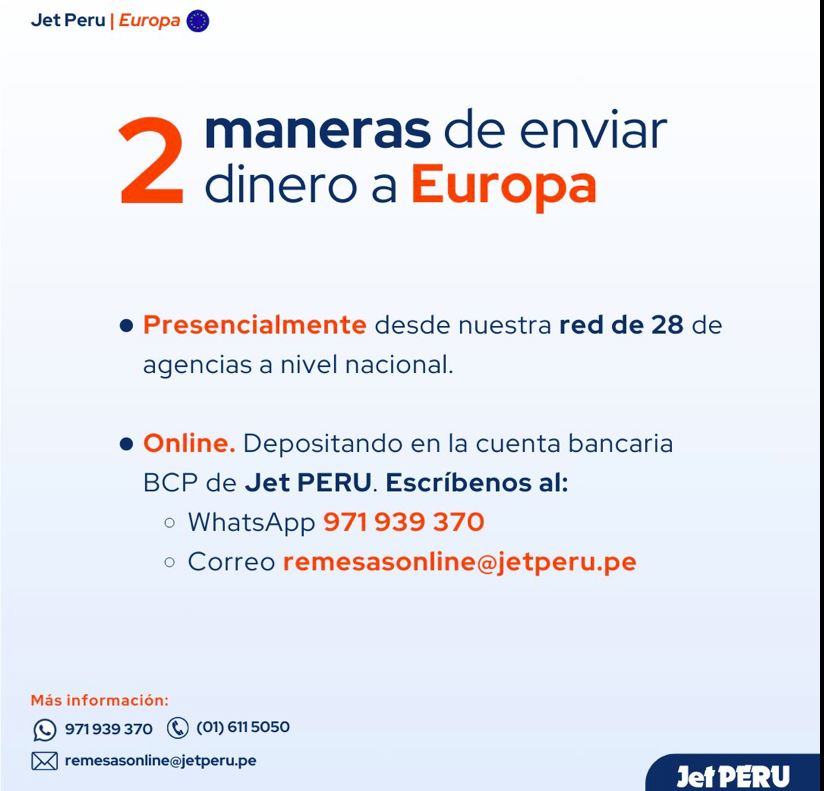 Jet Peru | Europa
2 maneras de enviar
dinero a Europa
Presencialmente desde nuestra red de 28 de
agencias a nivel nacional.
Online. Depositando en la cuenta bancaria
BCP de Jet PERU. Escríbenos al:
WhatsApp 971 939 370
Correo remesasonline@jetperu.pe
Más información:
971 939 370 (01) 611 5050
remesasonline@jetperu.pe
Jet PERU